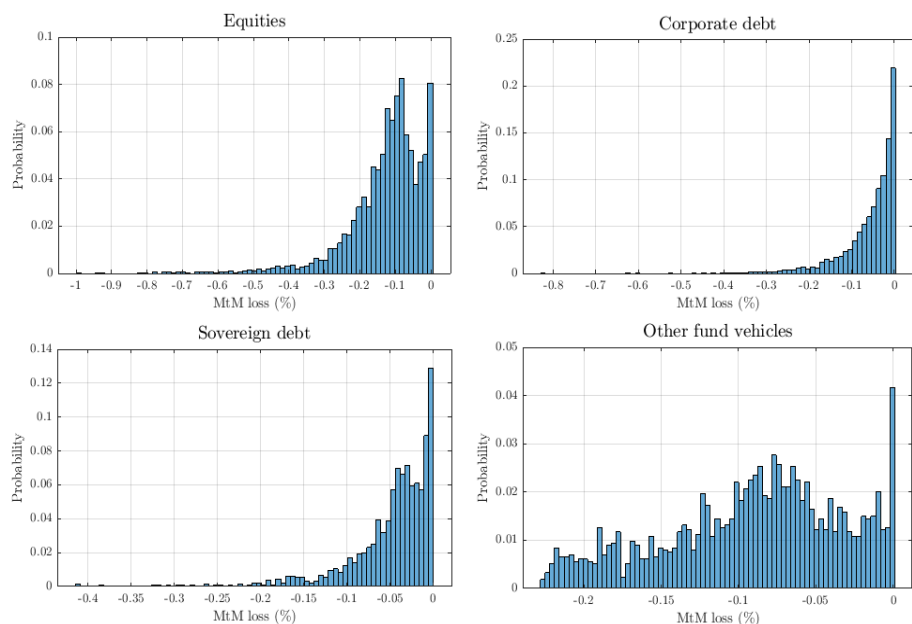 Equities
0.1
0.08
0.06
0.04
0.02
0
Probability
-1 -0.9 -0.8 -0.7 -0.6 -0.5 -0.4 -0.3 -0.2 -0.1 0
MtM loss (%)
Corporate debt
0.25
0.2
0.15
0.1
0.05
0
Probability
-0.8 -0.7 -0.6 -0.5 -0.4 -0.3 -0.2 -0.1 0
MtM loss (%)
Sovereign debt
0.14
0.12
0.1
0.08
0.06
0.04
0.02
0
Probability
-0.4 -0.35 -0.3 -0.25 -0.2 -0.15 -0.1 -0.05 0
MtM loss (%)
Other fund vehicles
0.05
0.04
0.03
0.02
0.01
0
Probability
-0.2 -0.15 -0.1 -0.05 0
MtM loss (%)